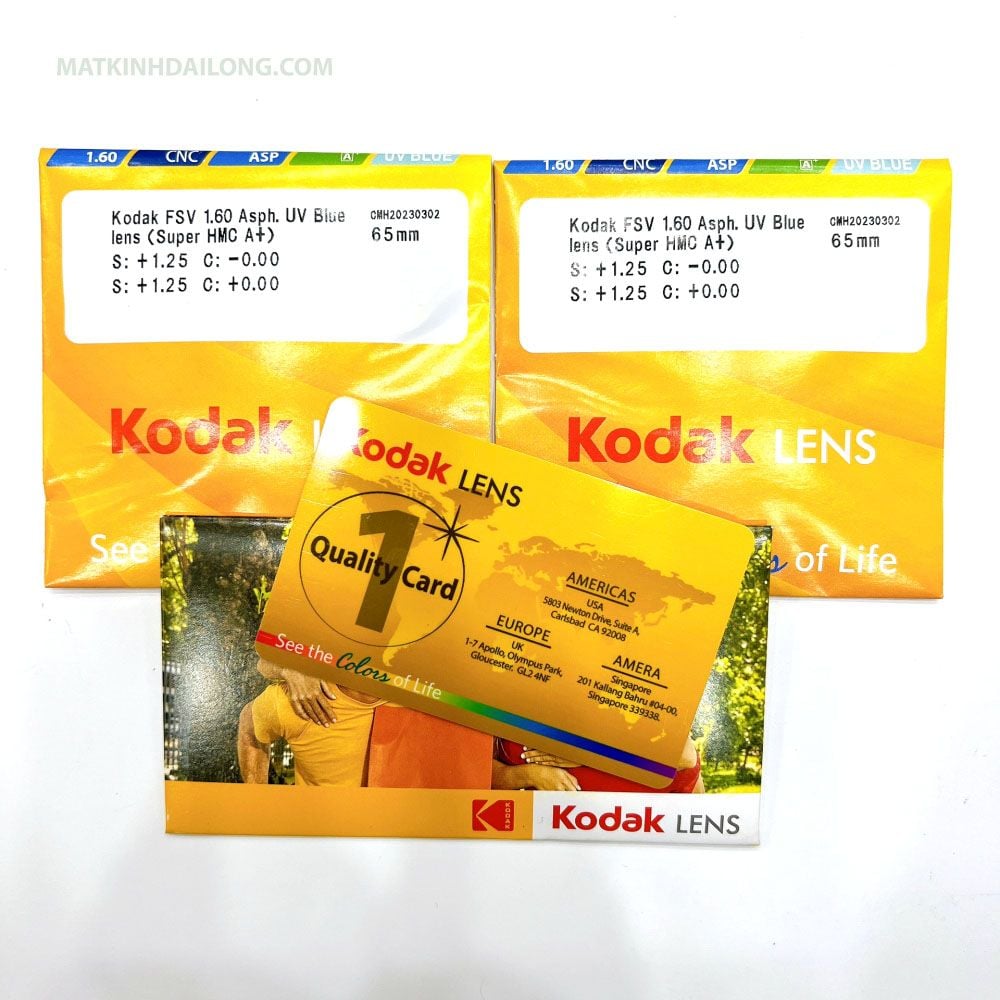 MATKINHDAILONG.COM
1.60 CNC ASP A+ UV BLUE
Kodak FSV 1.60 Asph. UV Blue
lens (Super HMC A+)
S: +1.25 C: -0.00
S: +1.25 C: +0.00
CMH20230302
65mm
Kodak
See
1.60 CNC ASP A+ UV BLUE
Kodak FSV 1.60 Asph. UV Blue
lens (Super HMC A+)
S: +1.25 C: -0.00
S: +1.25 C: +0.00
CMH20230302
65mm
Kodak LENS
of Life
Kodak LENS
1
Quality Card
AMERICAS
USA
5803 Newton Drive, Suite A,
Carlsbad CA 92008
EUROPE
UK
1-7 Apollo, Olympus Park,
Gloucester. GL2 4NF
AMERA
Singapore
201 Kallang Bahru #04-00,
Singapore 339338.
See the Colors of Life
KODAK
Kodak LENS